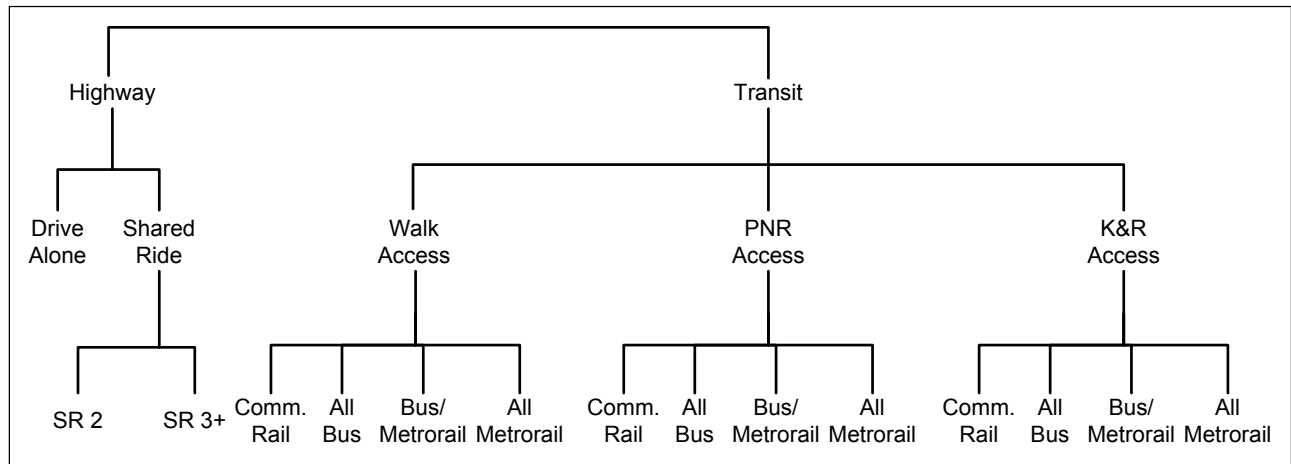 Highway
Transit
Drive
Alone
Shared
Ride
Walk
Access
PNR
Access
K&R
Access
SR 2
SR 3+
Comm.
Rail
All
Bus
Bus/
Metrorail
All
Metrorail
Comm.
Rail
All
Bus
Bus/
Metrorail
All
Metrorail
Comm.
Rail
All
Bus
Bus/
Metrorail
All
Metrorail